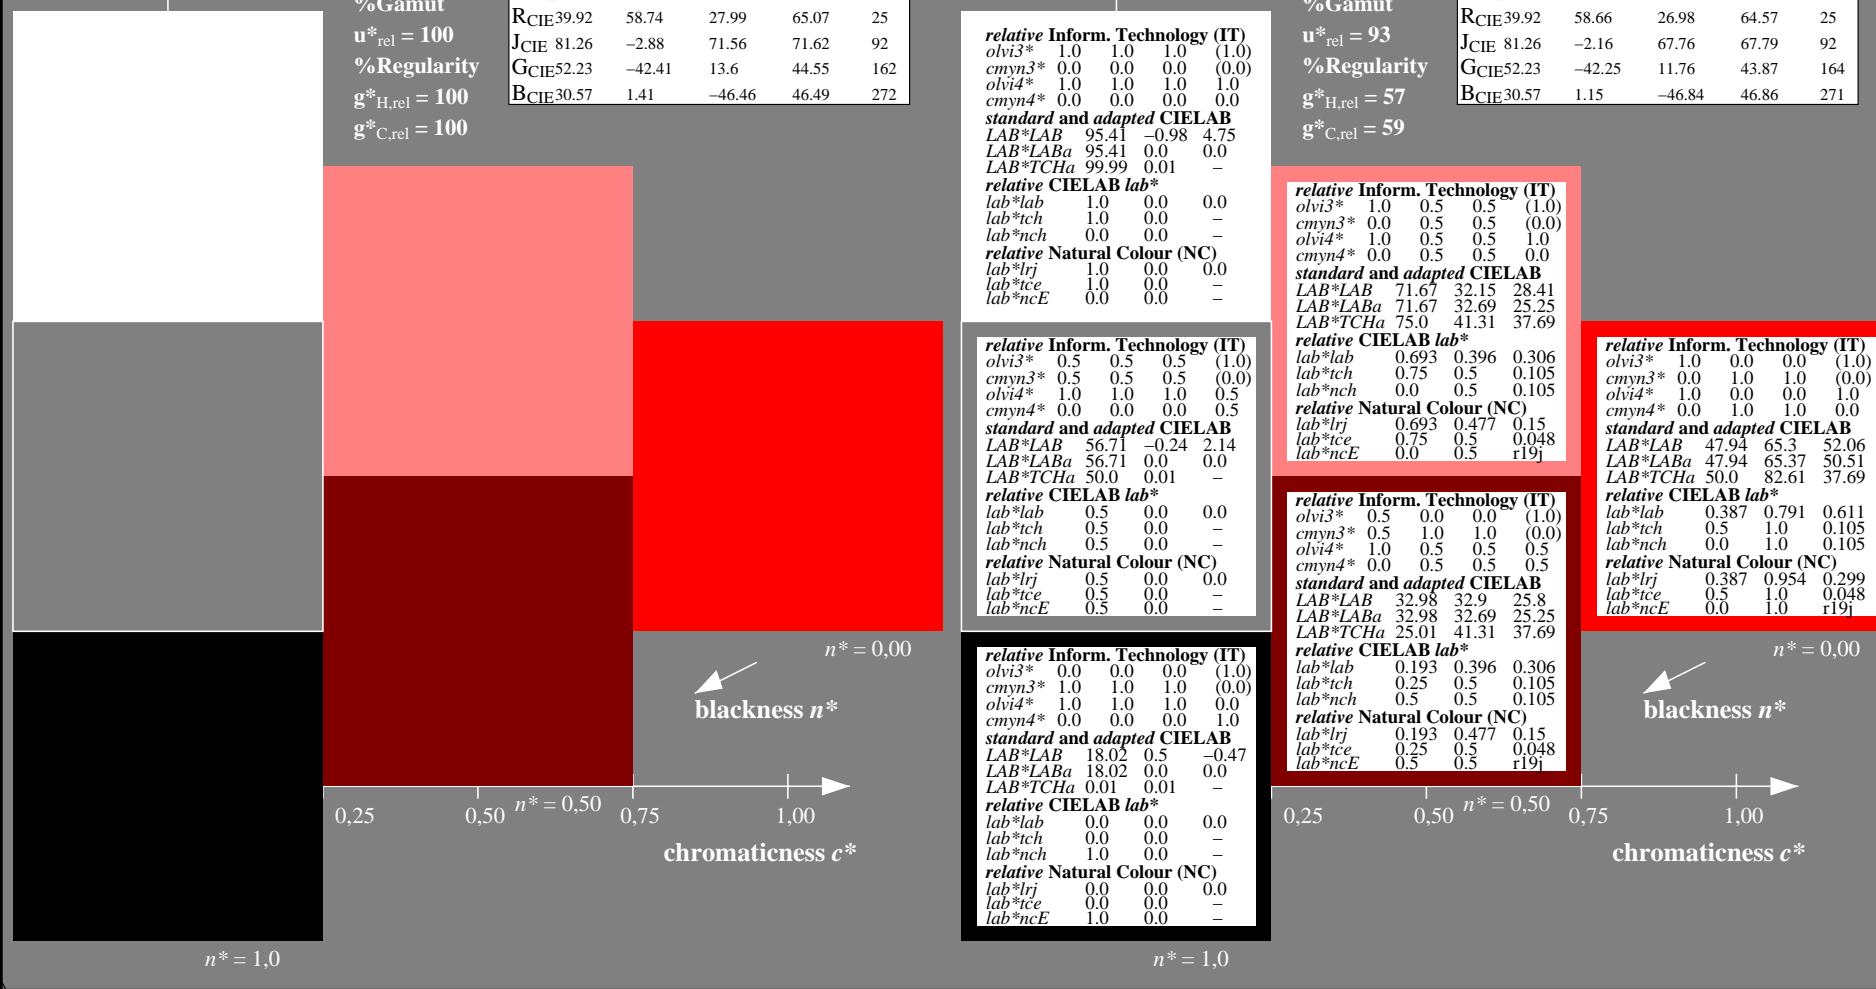 %Gamut
u*rel = 100
%Regularity
g*H,rel = 100
g*C,rel = 100
RCIE 39.92 58.74 27.99 65.07 25
JCIE 81.26 −2.88 71.56 71.62 92
GCIE 52.23 −42.41 13.6 44.55 162
BCIE 30.57 1.41 −46.46 46.49 272
n* = 0,00
blackness n*
0,25 0,50 n* = 0,50 0,75 1,00
chromaticness c*
n* = 1,0
relative Inform. Technology (IT)
olvi3* 1.0 1.0 1.0 (1.0)
cmyn3* 0.0 0.0 0.0 (0.0)
olvi4* 1.0 1.0 1.0 1.0
cmyn4* 0.0 0.0 0.0 0.0
standard and adapted CIELAB
LAB*LAB 95.41 −0.98 4.75
LAB*LABa 95.41 0.0 0.0
LAB*TCHa 99.99 0.01 –
relative CIELAB lab*
lab*lab 1.0 0.0 0.0
lab*tch 1.0 0.0 –
lab*nch 0.0 0.0 –
relative Natural Colour (NC)
lab*lrj 1.0 0.0 0.0
lab*tce 1.0 0.0 –
lab*ncE 0.0 0.0 –
relative Inform. Technology (IT)
olvi3* 0.5 0.5 0.5 (1.0)
cmyn3* 0.5 0.5 0.5 (0.0)
olvi4* 1.0 1.0 1.0 0.5
cmyn4* 0.0 0.0 0.0 0.5
standard and adapted CIELAB
LAB*LAB 56.71 −0.24 2.14
LAB*LABa 56.71 0.0 0.0
LAB*TCHa 50.0 0.01 –
relative CIELAB lab*
lab*lab 0.5 0.0 0.0
lab*tch 0.5 0.0 –
lab*nch 0.5 0.0 –
relative Natural Colour (NC)
lab*lrj 0.5 0.0 0.0
lab*tce 0.5 0.0 –
lab*ncE 0.5 0.0 –
relative Inform. Technology (IT)
olvi3* 0.0 0.0 0.0 (1.0)
cmyn3* 1.0 1.0 1.0 (0.0)
olvi4* 1.0 1.0 1.0 0.0
cmyn4* 0.0 0.0 0.0 1.0
standard and adapted CIELAB
LAB*LAB 18.02 0.5 −0.47
LAB*LABa 18.02 0.0 0.0
LAB*TCHa 0.01 0.01 –
relative CIELAB lab*
lab*lab 0.0 0.0 0.0
lab*tch 0.0 0.0 –
lab*nch 1.0 0.0 –
relative Natural Colour (NC)
lab*lrj 0.0 0.0 0.0
lab*tce 0.0 0.0 –
lab*ncE 1.0 0.0 –
n* = 1,0
%Gamut
u*rel = 93
%Regularity
g*H,rel = 57
g*C,rel = 59
RCIE 39.92 58.66 26.98 64.57 25
JCIE 81.26 −2.16 67.76 67.79 92
GCIE 52.23 −42.25 11.76 43.87 164
BCIE 30.57 1.15 −46.84 46.86 271
relative Inform. Technology (IT)
olvi3* 1.0 0.5 0.5 (1.0)
cmyn3* 0.0 0.5 0.5 (0.0)
olvi4* 1.0 0.5 0.5 1.0
cmyn4* 0.0 0.5 0.5 0.0
standard and adapted CIELAB
LAB*LAB 71.67 32.15 28.41
LAB*LABa 71.67 32.69 25.25
LAB*TCHa 75.0 41.31 37.69
relative CIELAB lab*
lab*lab 0.693 0.396 0.306
lab*tch 0.75 0.5 0.105
lab*nch 0.0 0.5 0.105
relative Natural Colour (NC)
lab*lrj 0.693 0.477 0.15
lab*tce 0.75 0.5 0.048
lab*ncE 0.0 0.5 r19j
relative Inform. Technology (IT)
olvi3* 0.5 0.0 0.0 (1.0)
cmyn3* 0.5 1.0 1.0 (0.0)
olvi4* 1.0 0.5 0.5 0.5
cmyn4* 0.0 0.5 0.5 0.5
standard and adapted CIELAB
LAB*LAB 32.98 32.9 25.8
LAB*LABa 32.98 32.69 25.25
LAB*TCHa 25.01 41.31 37.69
relative CIELAB lab*
lab*lab 0.193 0.396 0.306
lab*tch 0.25 0.5 0.105
lab*nch 0.5 0.5 0.105
relative Natural Colour (NC)
lab*lrj 0.193 0.477 0.15
lab*tce 0.25 0.5 0.048
lab*ncE 0.5 0.5 r19j
relative Inform. Technology (IT)
olvi3* 1.0 0.0 0.0 (1.0)
cmyn3* 0.0 1.0 1.0 (0.0)
olvi4* 1.0 0.0 0.0 1.0
cmyn4* 0.0 1.0 1.0 0.0
standard and adapted CIELAB
LAB*LAB 47.94 65.3 52.06
LAB*LABa 47.94 65.37 50.51
LAB*TCHa 50.0 82.61 37.69
relative CIELAB lab*
lab*lab 0.387 0.791 0.611
lab*tch 0.5 1.0 0.105
lab*nch 0.0 1.0 0.105
relative Natural Colour (NC)
lab*lrj 0.387 0.954 0.299
lab*tce 0.5 1.0 0.048
lab*ncE 0.0 1.0 r19j
n* = 0,00
blackness n*
0,25 0,50 n* = 0,50 0,75 1,00
chromaticness c*